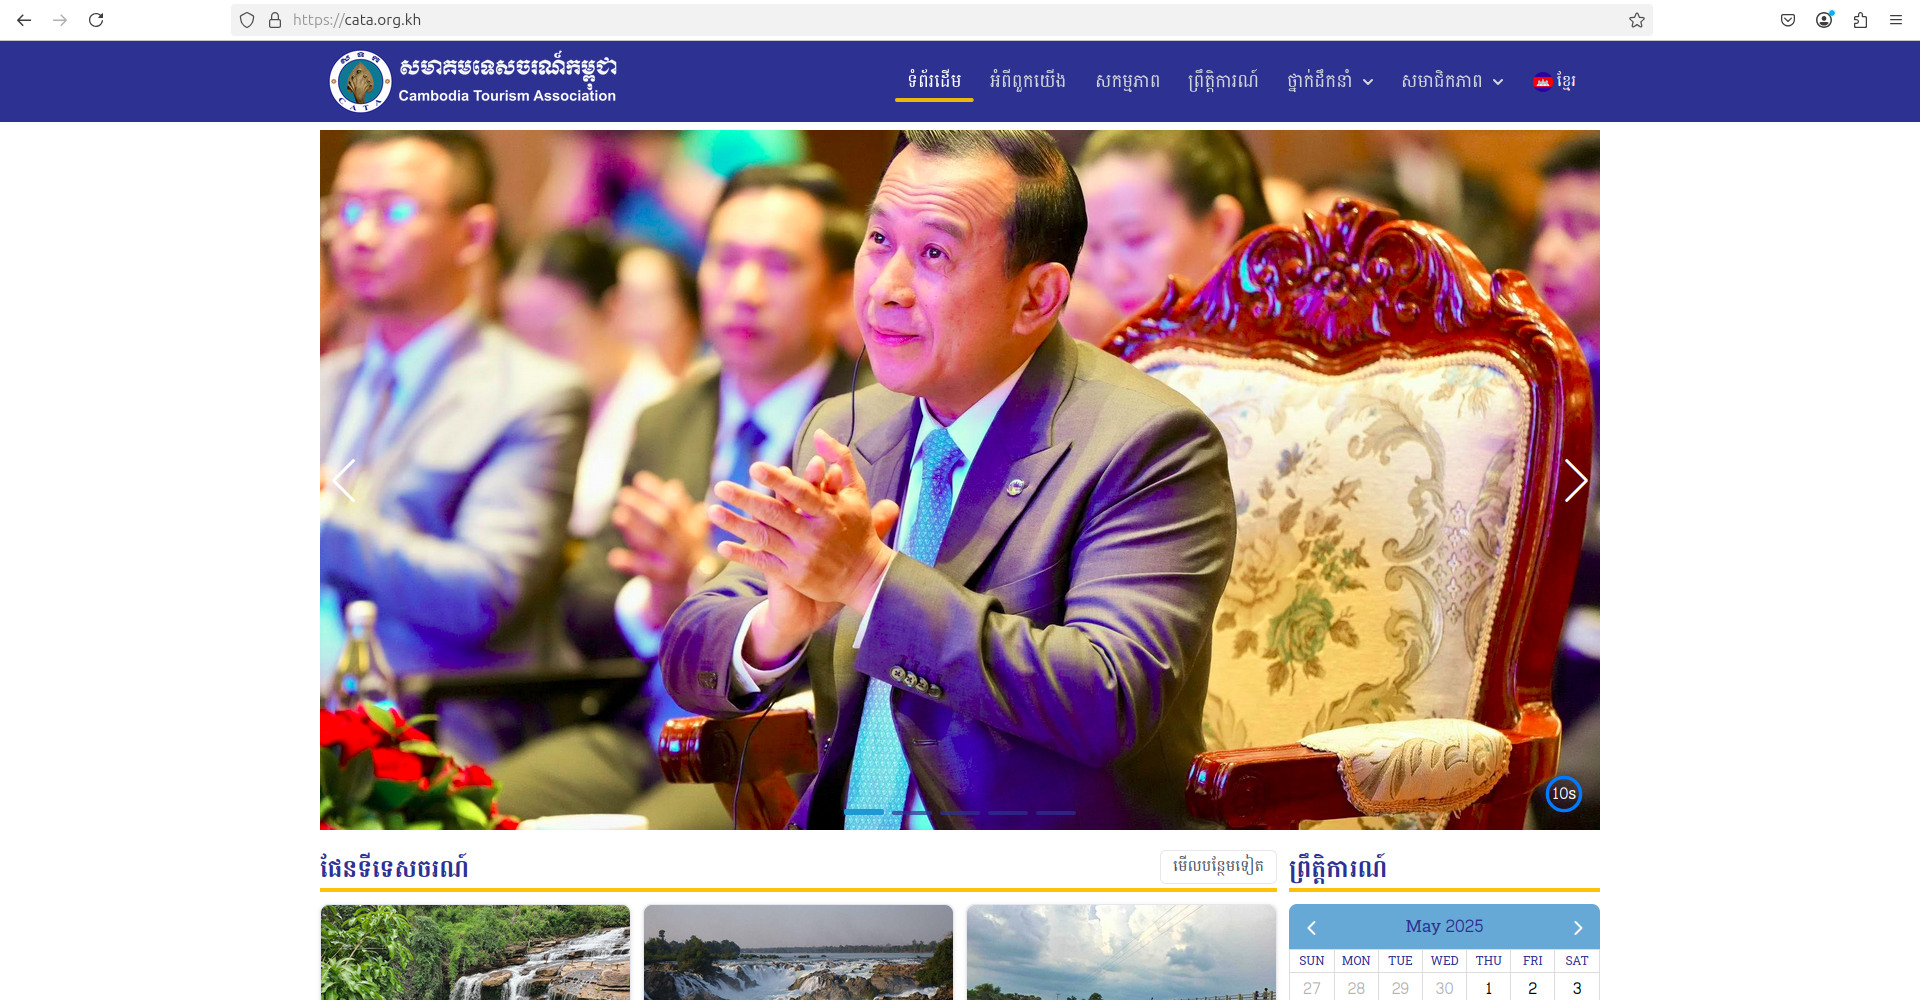 https://cata.org.kh
សមាគមទេសចរណ៍កម្ពុជា
Cambodia Tourism Association
ស ទ ក
C A T A
ទំព័រដើម
អំពីពួកយើង
សកម្មភាព
ព្រឹត្តិការណ៍
ថ្នាក់ដឹកនាំ
សមាជិកភាព
ខ្មែរ
10s
ផែនទីទេសចរណ៍
មើលបន្ថែមទៀត
ព្រឹត្តិការណ៍
May 2025
SUN MON TUE WED THU FRI SAT
27 28 29 30 1 2 3